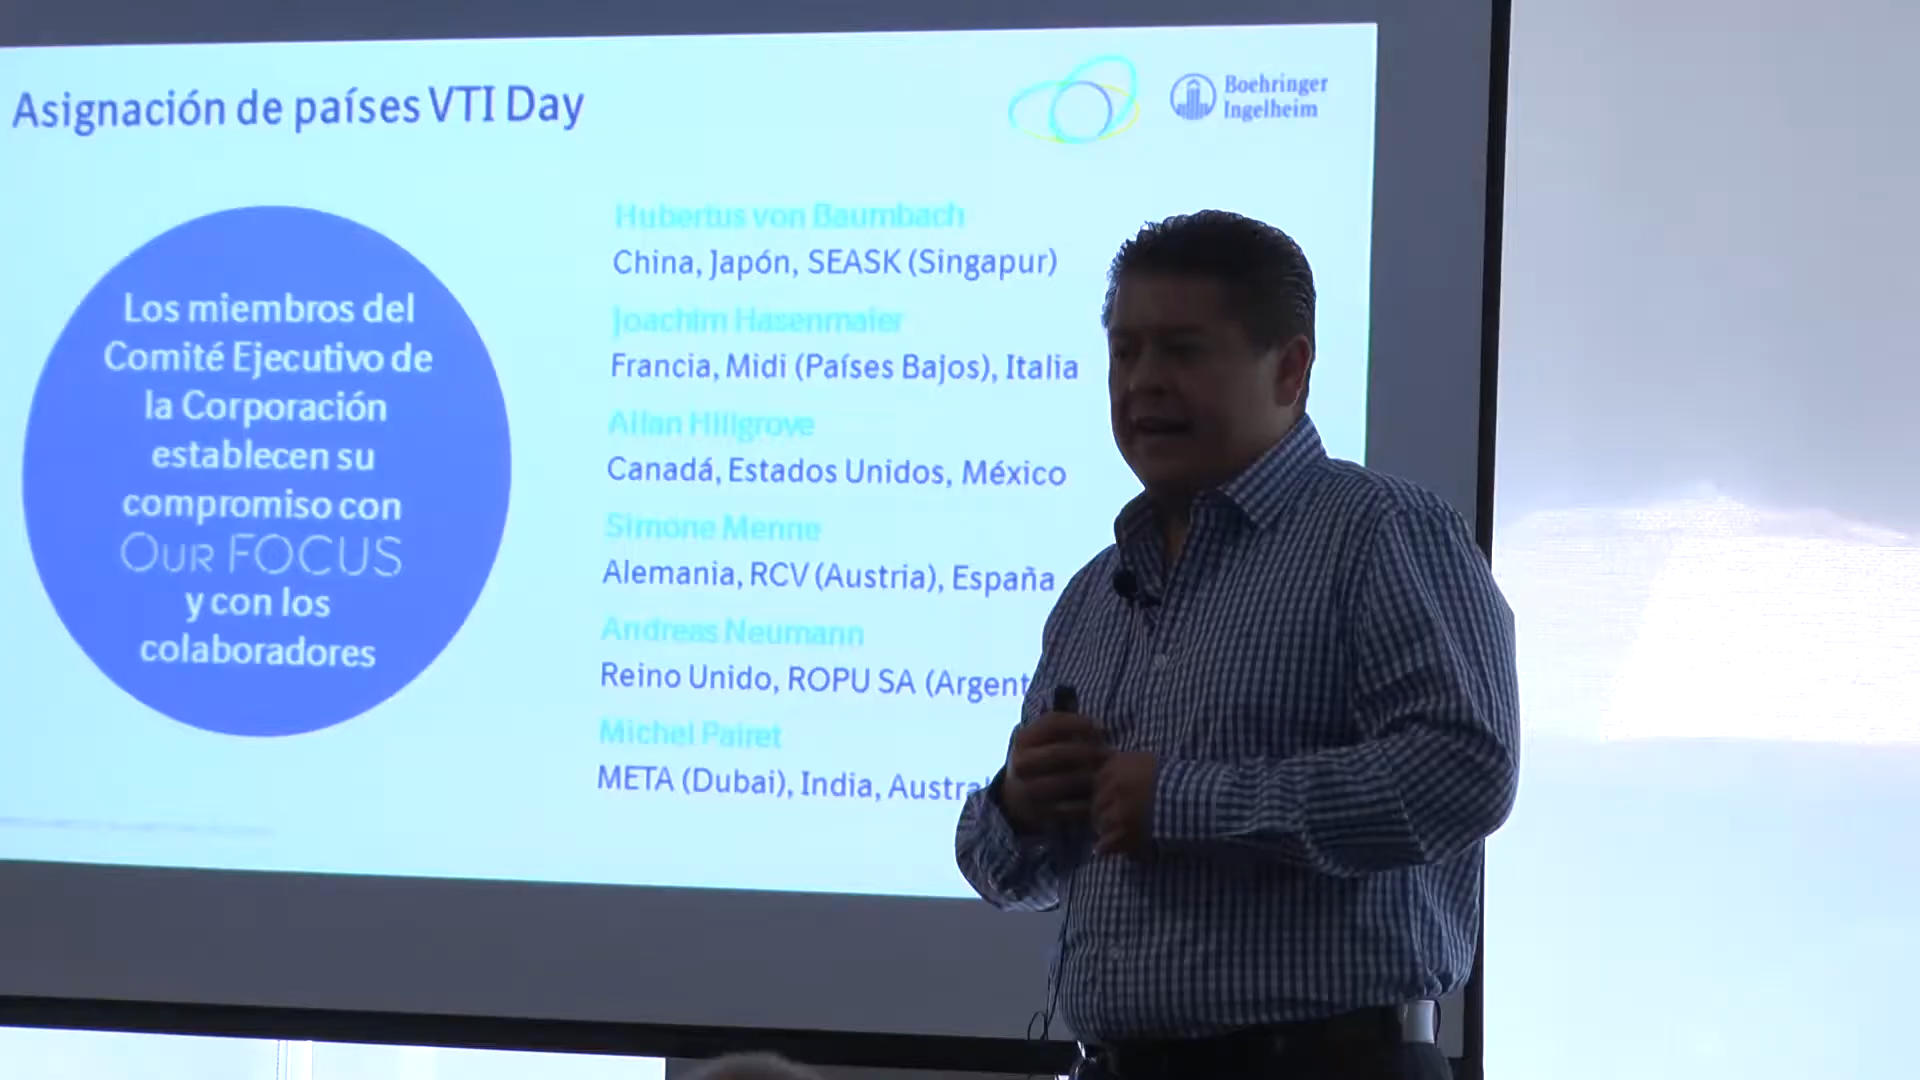 Asignación de países VTI Day
Boehringer
Ingelheim
Los miembros del
Comité Ejecutivo de
la Corporación
establecen su
compromiso con
OUR FOCUS
y con los
colaboradores
Hubertus von Baumbach
China, Japón, SEASK (Singapur)
Joachim Hasenmaier
Francia, Midi (Países Bajos), Italia
Allan Hillgrove
Canadá, Estados Unidos, México
Simone Menne
Alemania, RCV (Austria), España
Andreas Neumann
Reino Unido, ROPU SA (Argent
Michel Pairet
META (Dubai), India, Austra